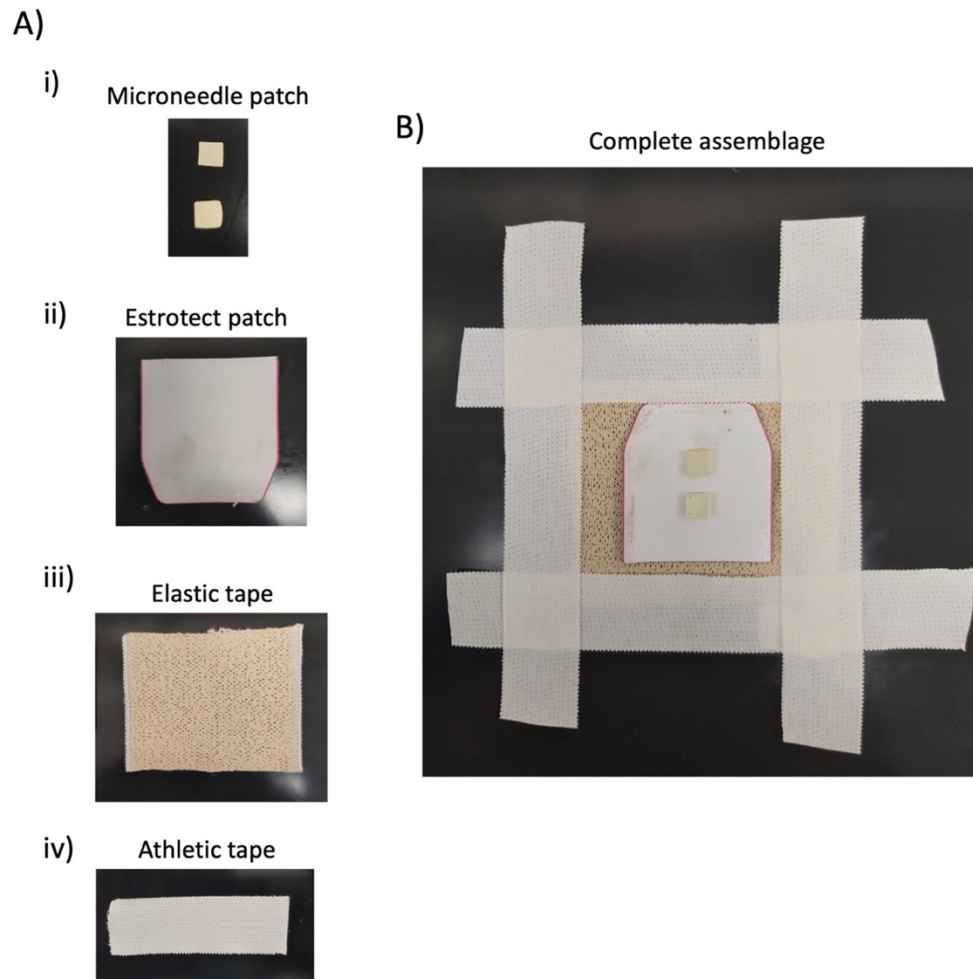 A)
i)
Microneedle patch
ii)
Estrotect patch
iii)
Elastic tape
iv)
Athletic tape
B)
Complete assemblage